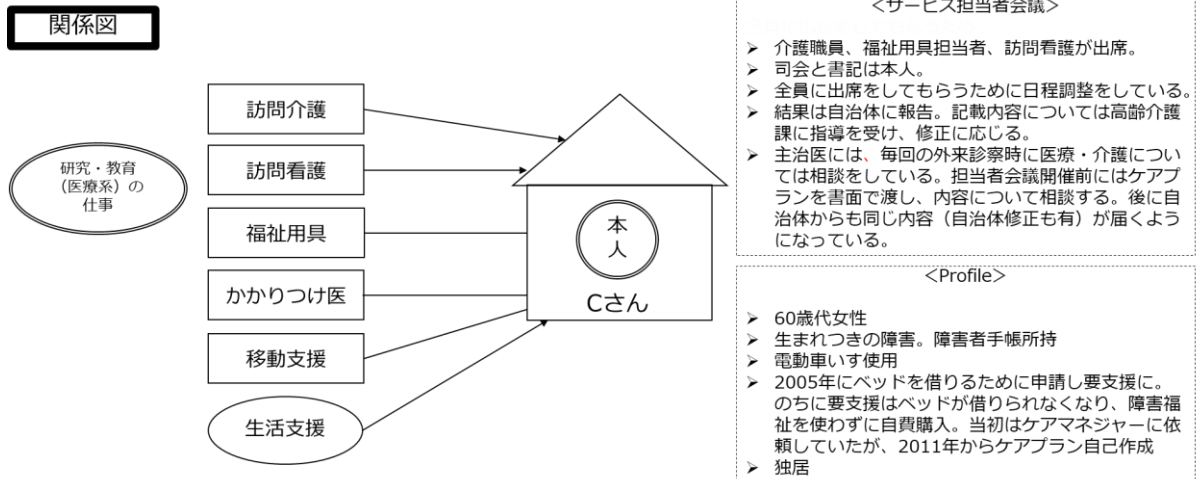 関係図
研究・教育
（医療系）の
仕事
訪問介護
訪問看護
福祉用具
かかりつけ医
移動支援
生活支援
本
人
Cさん
<サービス担当者会議>
➢ 介護職員、福祉用具担当者、訪問看護が出席。
➢ 司会と書記は本人。
➢ 全員に出席をしてもらうために日程調整をしている。
➢ 結果は自治体に報告。記載内容については高齢介護
課に指導を受け、修正に応じる。
➢ 主治医には、毎回の外来診察時に医療・介護につい
ては相談をしている。担当者会議開催前にはケアプ
ランを書面で渡し、内容について相談する。後に自
治体からも同じ内容（自治体修正も有）が届くよう
になっている。
<Profile>
➢ 60歳代女性
➢ 生まれつきの障害。障害者手帳所持
➢ 電動車いす使用
➢ 2005年にベッドを借りるために申請し要支援に。
のちに要支援はベッドが借りられなくなり、障害福
祉を使わずに自費購入。当初はケアマネジャーに依
頼していたが、2011年からケアプラン自己作成
➢ 独居